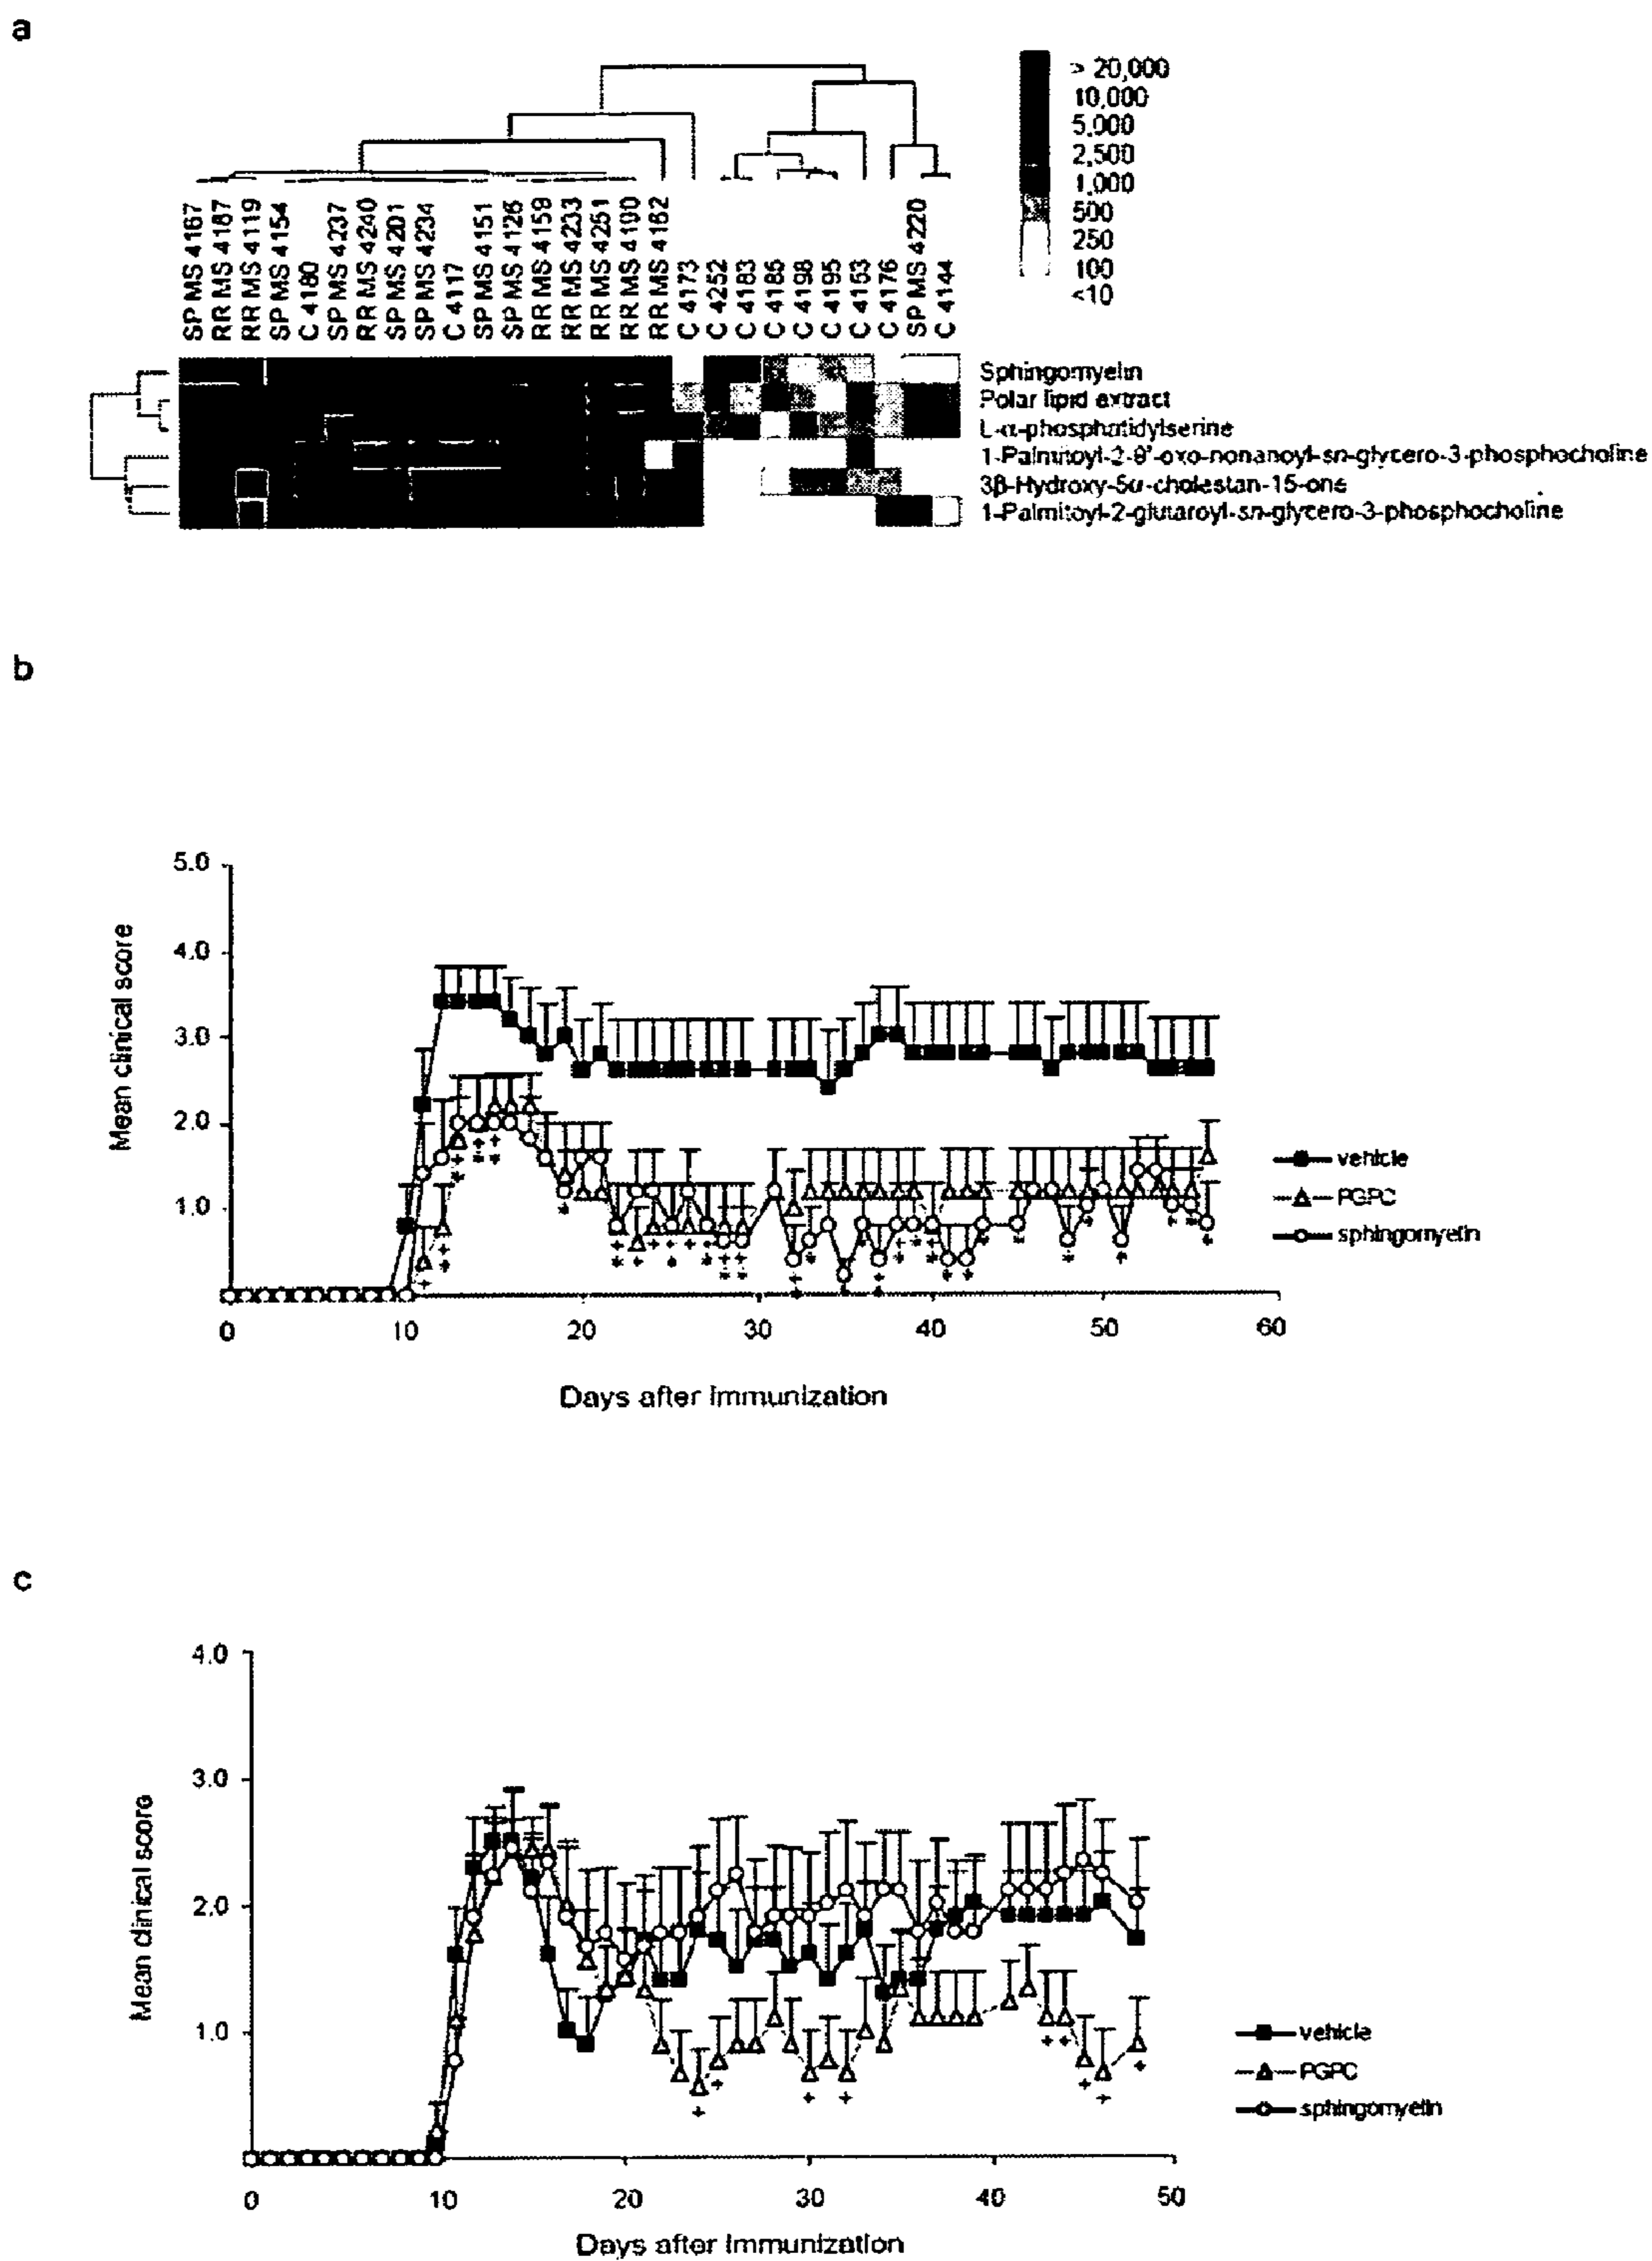 a
> 20,000
10,000
5,000
2,500
1,000
500
250
100
<10
SP MS 4167
RR MS 4187
RR MS 4119
SP MS 4154
C 4180
SP MS 4237
RR MS 4240
SP MS 4201
SP MS 4234
C 4117
SP MS 4151
SP MS 4126
RR MS 4159
RR MS 4233
RR MS 4251
RR MS 4190
RR MS 4162
C 4173
C 4252
C 4183
C 4186
C 4198
C 4195
C 4163
C 4176
SP MS 4220
C 4144
Sphingomyelin
Polar lipid extract
L-α-phosphatidylserine
1-Palmitoyl-2-9'-oxo-nonanoyl-sn-glycero-3-phosphocholine
3β-Hydroxy-5α-cholestan-15-one
1-Palmitoyl-2-glutaroyl-sn-glycero-3-phosphocholine
b
5.0
4.0
3.0
2.0
1.0
Mean clinical score
0 10 20 30 40 50 60
Days after immunization
vehicle
PGPC
sphingomyelin
c
4.0
3.0
2.0
1.0
Mean clinical score
0 10 20 30 40 50
Days after immunization
vehicle
PGPC
sphingomyelin